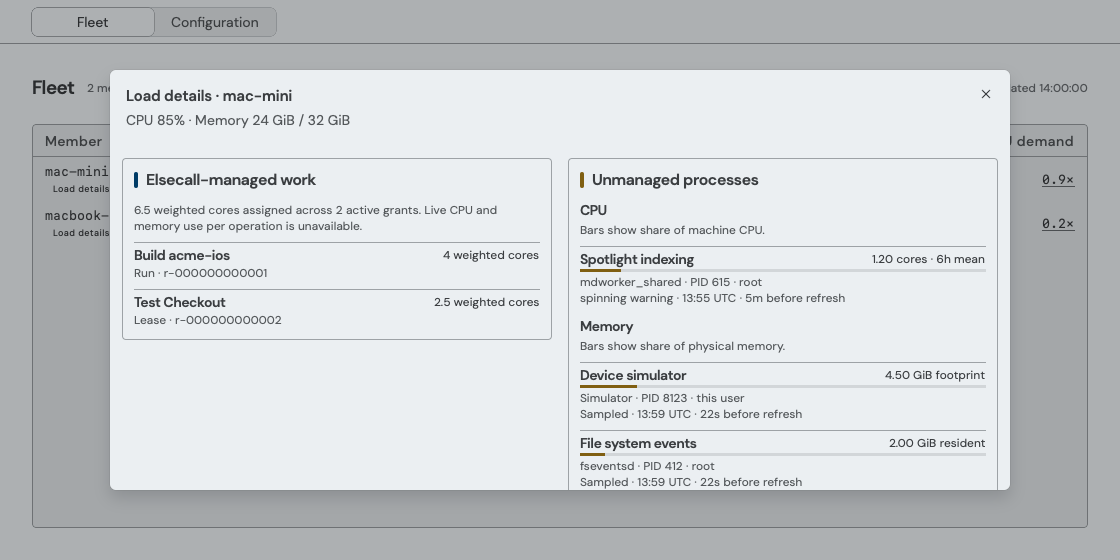 Fleet
Configuration
Fleet
2 me
ated 14:00:00
Member
U demand
mac-mini
Load details
0.9×
macbook-
Load details
0.2×
Load details · mac-mini
×
CPU 85% · Memory 24 GiB / 32 GiB
Elsecall-managed work
6.5 weighted cores assigned across 2 active grants. Live CPU and
memory use per operation is unavailable.
Build acme-ios
4 weighted cores
Run · r-000000000001
Test Checkout
2.5 weighted cores
Lease · r-000000000002
Unmanaged processes
CPU
Bars show share of machine CPU.
Spotlight indexing
1.20 cores · 6h mean
mdworker_shared · PID 615 · root
spinning warning · 13:55 UTC · 5m before refresh
Memory
Bars show share of physical memory.
Device simulator
4.50 GiB footprint
Simulator · PID 8123 · this user
Sampled · 13:59 UTC · 22s before refresh
File system events
2.00 GiB resident
fseventsd · PID 412 · root
Sampled · 13:59 UTC · 22s before refresh